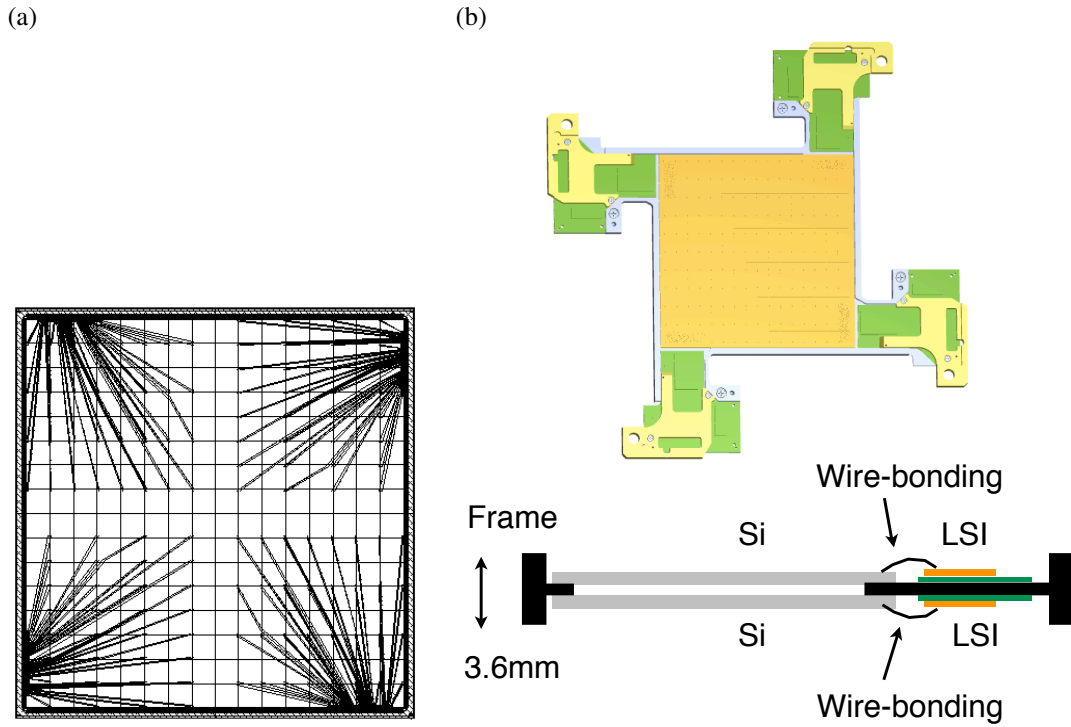 (a)
(b)
Wire-bonding
Frame
Si
LSI
Si
LSI
3.6mm
Wire-bonding